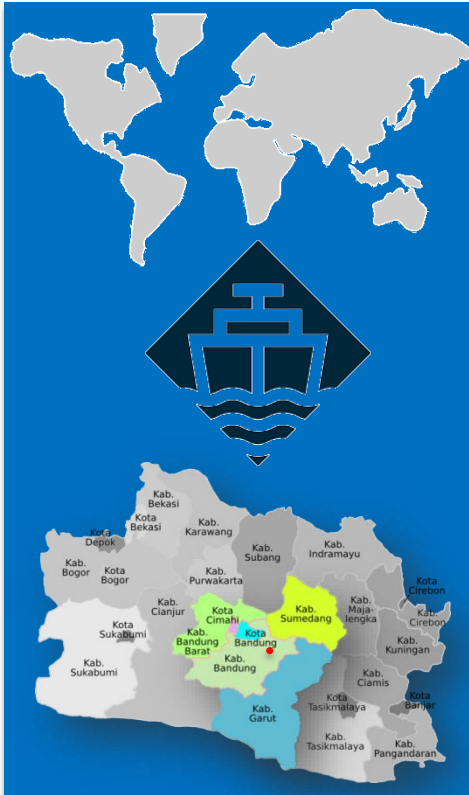 Kab.
Bekasi
Kota
Bekasi
Kota
Depok
Kab.
Karawang
Kab.
Subang
Kab.
Indramayu
Kab.
Bogor
Kota
Bogor
Kab.
Purwakarta
Kab.
Cianjur
Kota
Cimahi
Kab.
Sumedang
Kab.
Maja-
lengka
Kota
Cirebon
Kab.
Cirebon
Kota
Sukabumi
Kab.
Bandung
Barat
Kota
Bandung
Kab.
Kuningan
Kab.
Sukabumi
Kab.
Bandung
Kab.
Ciamis
Kota
Tasikmalaya
Kota
Banjar
Kab.
Garut
Kab.
Tasikmalaya
Kab.
Pangandaran